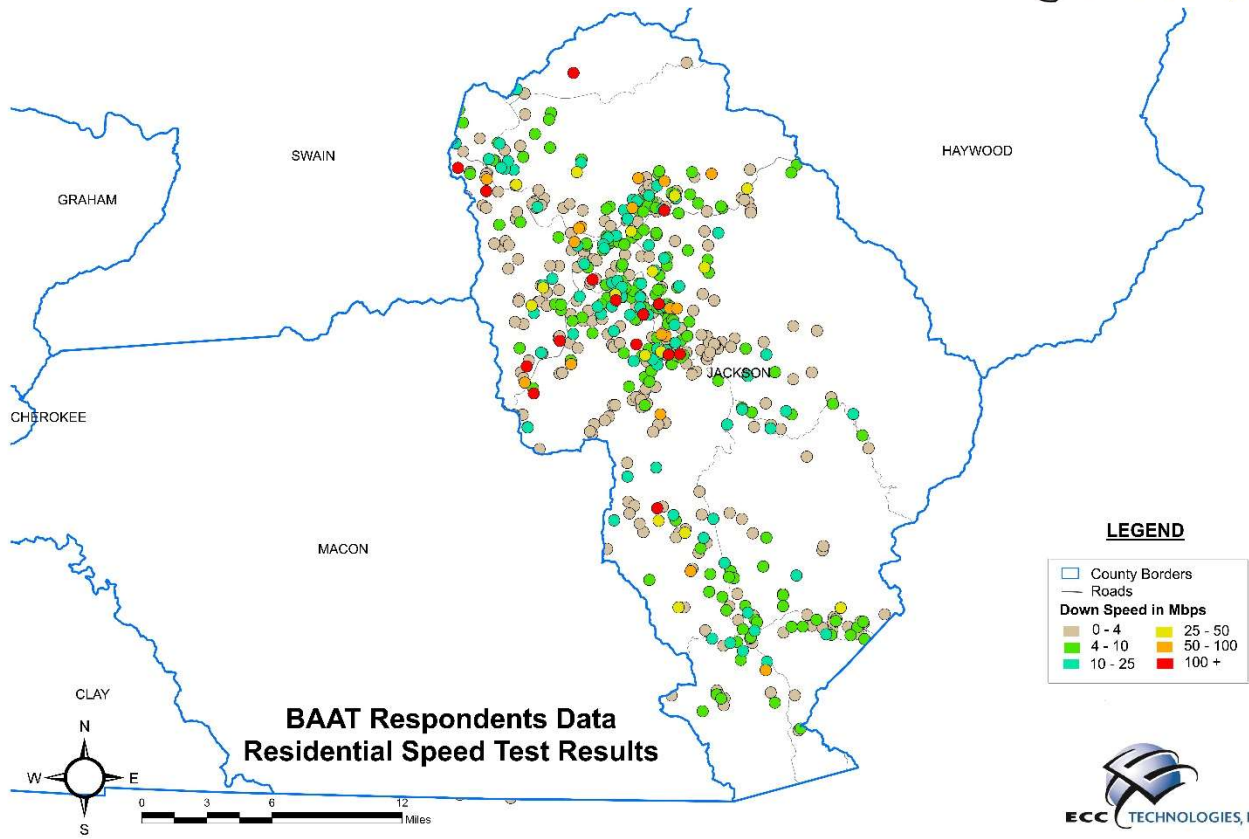 SWAIN
HAYWOOD
GRAHAM
JACKSON
CHEROKEE
MACON
CLAY
BAAT Respondents Data
Residential Speed Test Results
N
W E
S
0 3 6 12
Miles
LEGEND
County Borders
Roads
Down Speed in Mbps
0 - 4
4 - 10
10 - 25
25 - 50
50 - 100
100 +
ECC TECHNOLOGIES,